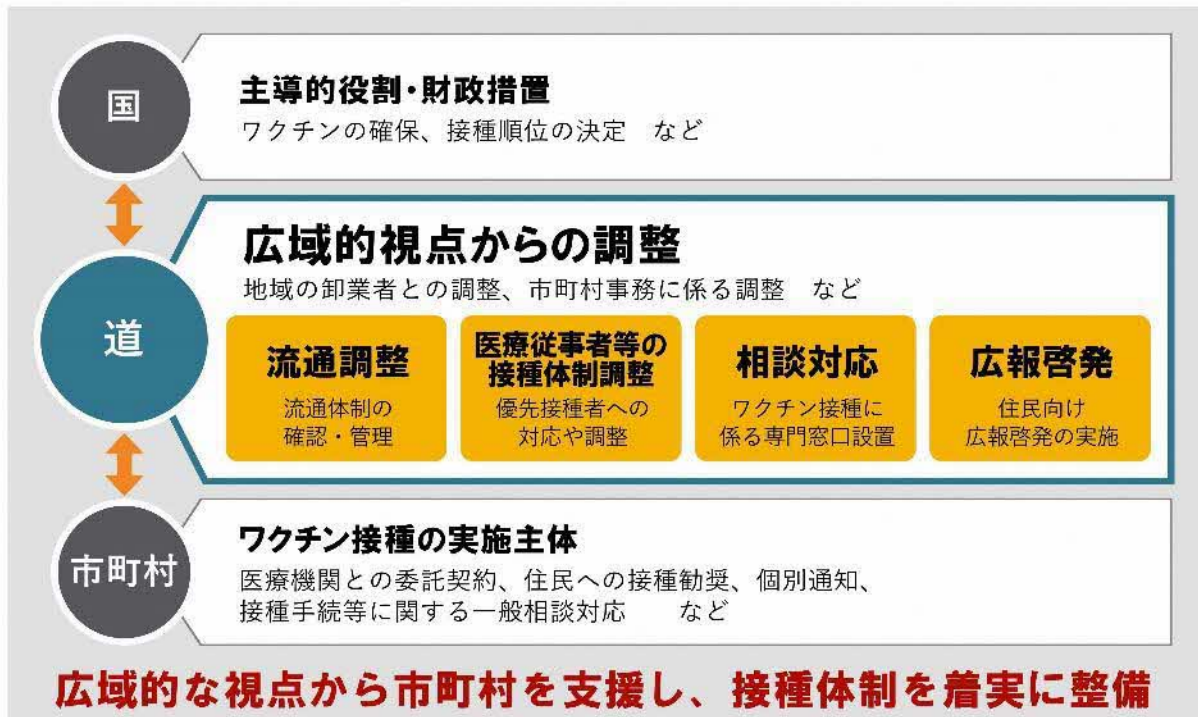 国
主導的役割・財政措置
ワクチンの確保、接種順位の決定　など
道
広域的視点からの調整
地域の卸業者との調整、市町村事務に係る調整　など
流通調整
流通体制の
確認・管理
医療従事者等の
接種体制調整
優先接種者への
対応や調整
相談対応
ワクチン接種に
係る専門窓口設置
広報啓発
住民向け
広報啓発の実施
市町村
ワクチン接種の実施主体
医療機関との委託契約、住民への接種勧奨、個別通知、
接種手続等に関する一般相談対応　　など
広域的な視点から市町村を支援し、接種体制を着実に整備